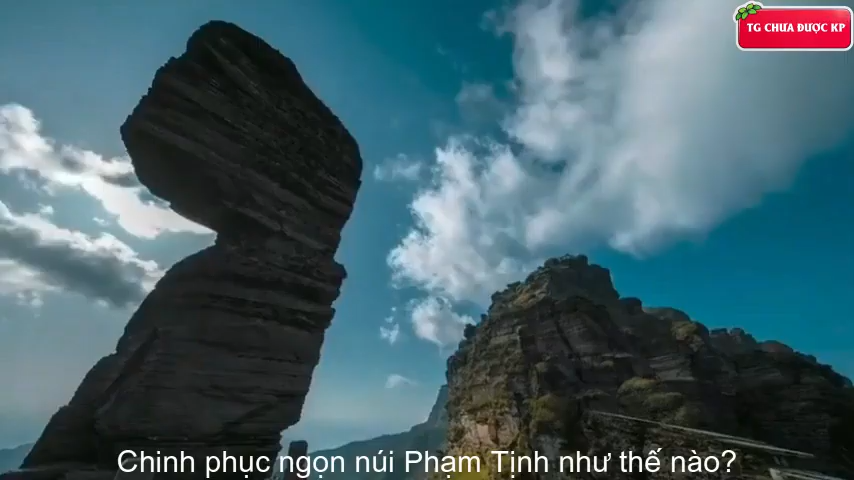 TG CHƯA ĐƯỢC KP
Chinh phục ngọn núi Phạm Tịnh như thế nào?